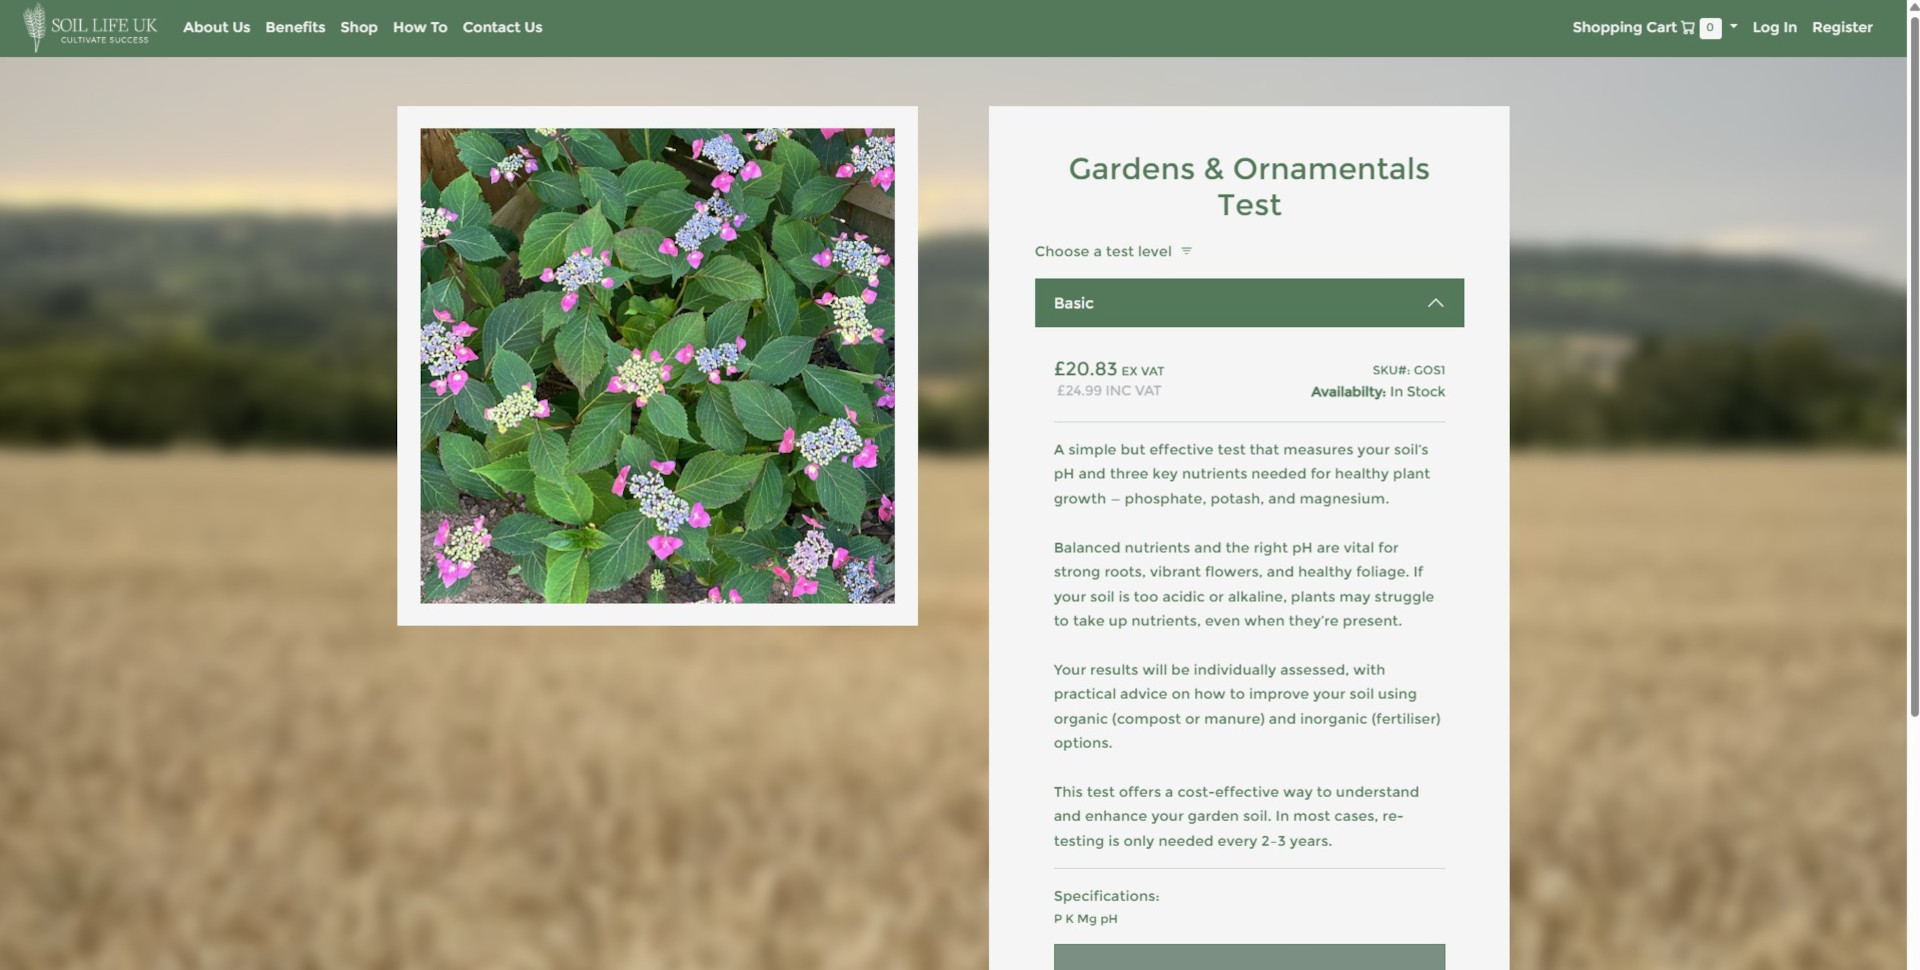 SOIL LIFE UK
CULTIVATE SUCCESS
About Us Benefits Shop How To Contact Us
Shopping Cart 0 Log In Register
Gardens & Ornamentals
Test
Choose a test level
Basic
£20.83 EX VAT
£24.99 INC VAT
SKU#: GOS1
Availabilty: In Stock
A simple but effective test that measures your soil's
pH and three key nutrients needed for healthy plant
growth – phosphate, potash, and magnesium.
Balanced nutrients and the right pH are vital for
strong roots, vibrant flowers, and healthy foliage. If
your soil is too acidic or alkaline, plants may struggle
to take up nutrients, even when they're present.
Your results will be individually assessed, with
practical advice on how to improve your soil using
organic (compost or manure) and inorganic (fertiliser)
options.
This test offers a cost-effective way to understand
and enhance your garden soil. In most cases, re-
testing is only needed every 2–3 years.
Specifications:
P K Mg pH